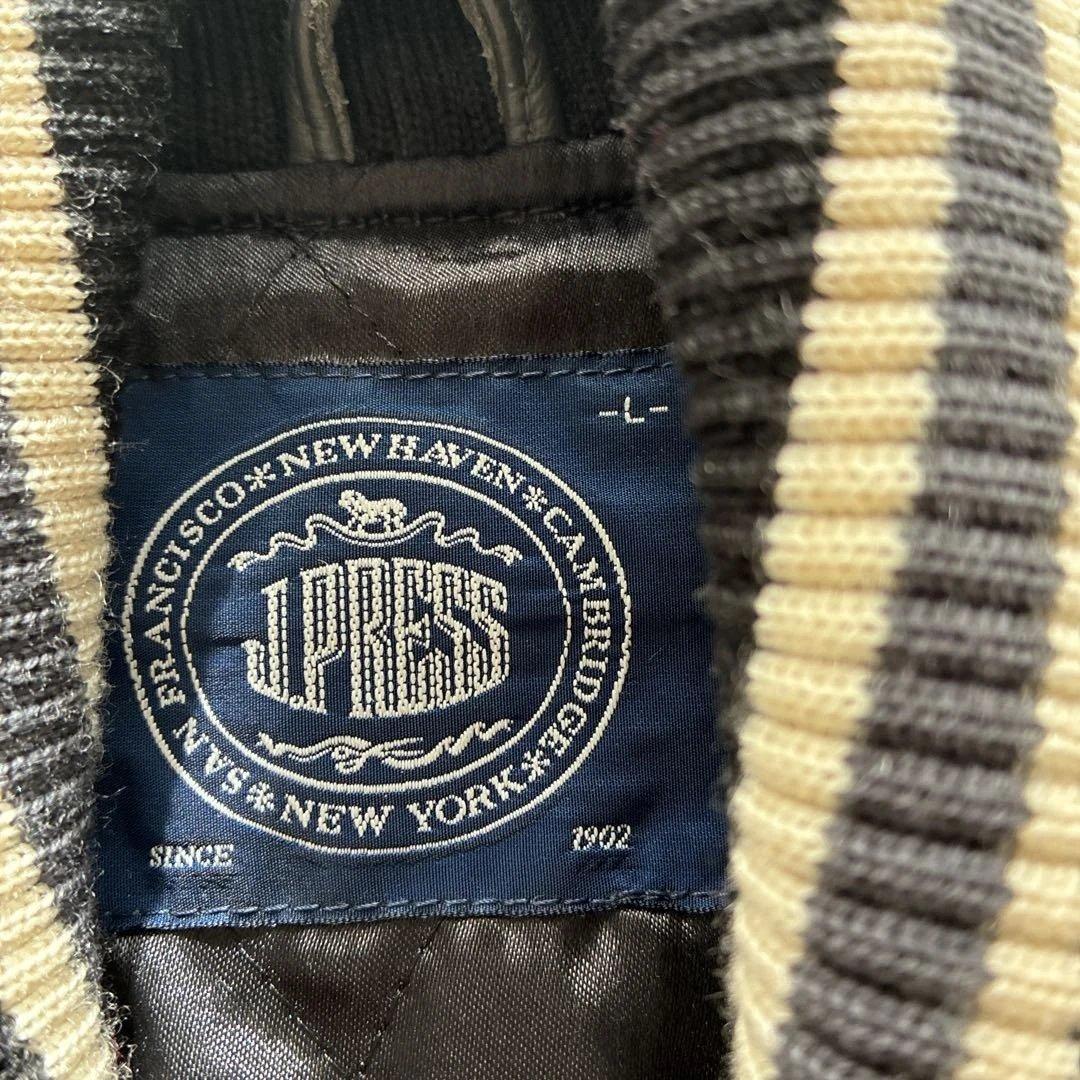 -L-
NEW HAVEN * CAMBRIDGE * NEW YORK * SAN FRANCISCO *
J.PRESS
SINCE 1902